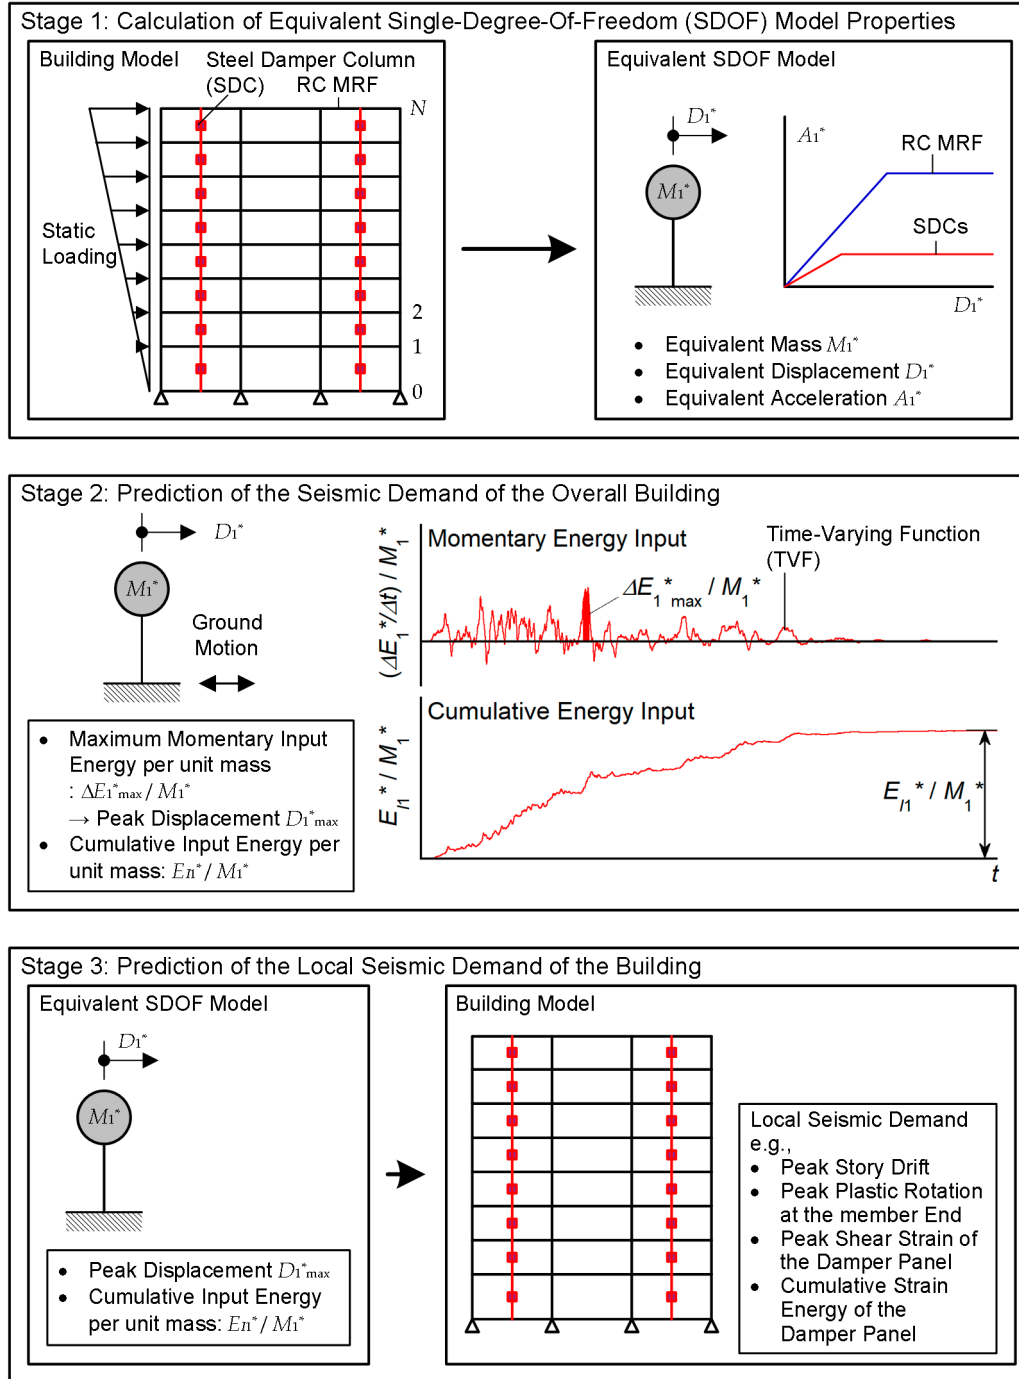 Stage 1: Calculation of Equivalent Single-Degree-Of-Freedom (SDOF) Model Properties
Building Model
Steel Damper Column
(SDC)
RC MRF
N
Static
Loading
2
1
0
Equivalent SDOF Model
D₁*
M₁*
A₁*
RC MRF
SDCs
D₁*
● Equivalent Mass M₁*
● Equivalent Displacement D₁*
● Equivalent Acceleration A₁*
Stage 2: Prediction of the Seismic Demand of the Overall Building
D₁*
M₁*
Ground
Motion
● Maximum Momentary Input
Energy per unit mass
: ΔE₁*max / M₁*
→ Peak Displacement D₁*max
● Cumulative Input Energy per
unit mass: EI1* / M₁*
(ΔE₁*/Δt) / M₁*
Momentary Energy Input
ΔE₁*max / M₁*
Time-Varying Function
(TVF)
EI1* / M₁*
Cumulative Energy Input
EI1* / M₁*
t
Stage 3: Prediction of the Local Seismic Demand of the Building
Equivalent SDOF Model
D₁*
M₁*
● Peak Displacement D₁*max
● Cumulative Input Energy
per unit mass: EI1* / M₁*
Building Model
Local Seismic Demand
e.g.,
● Peak Story Drift
● Peak Plastic Rotation
at the member End
● Peak Shear Strain of
the Damper Panel
● Cumulative Strain
Energy of the
Damper Panel